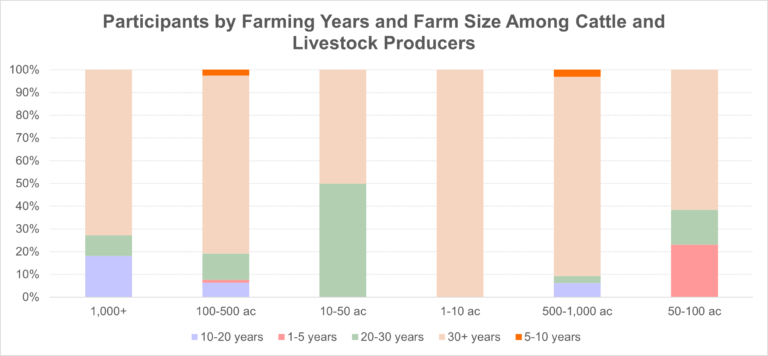 Participants by Farming Years and Farm Size Among Cattle and
Livestock Producers
100%
90%
80%
70%
60%
50%
40%
30%
20%
10%
0%
1,000+ 100-500 ac 10-50 ac 1-10 ac 500-1,000 ac 50-100 ac
10-20 years 1-5 years 20-30 years 30+ years 5-10 years